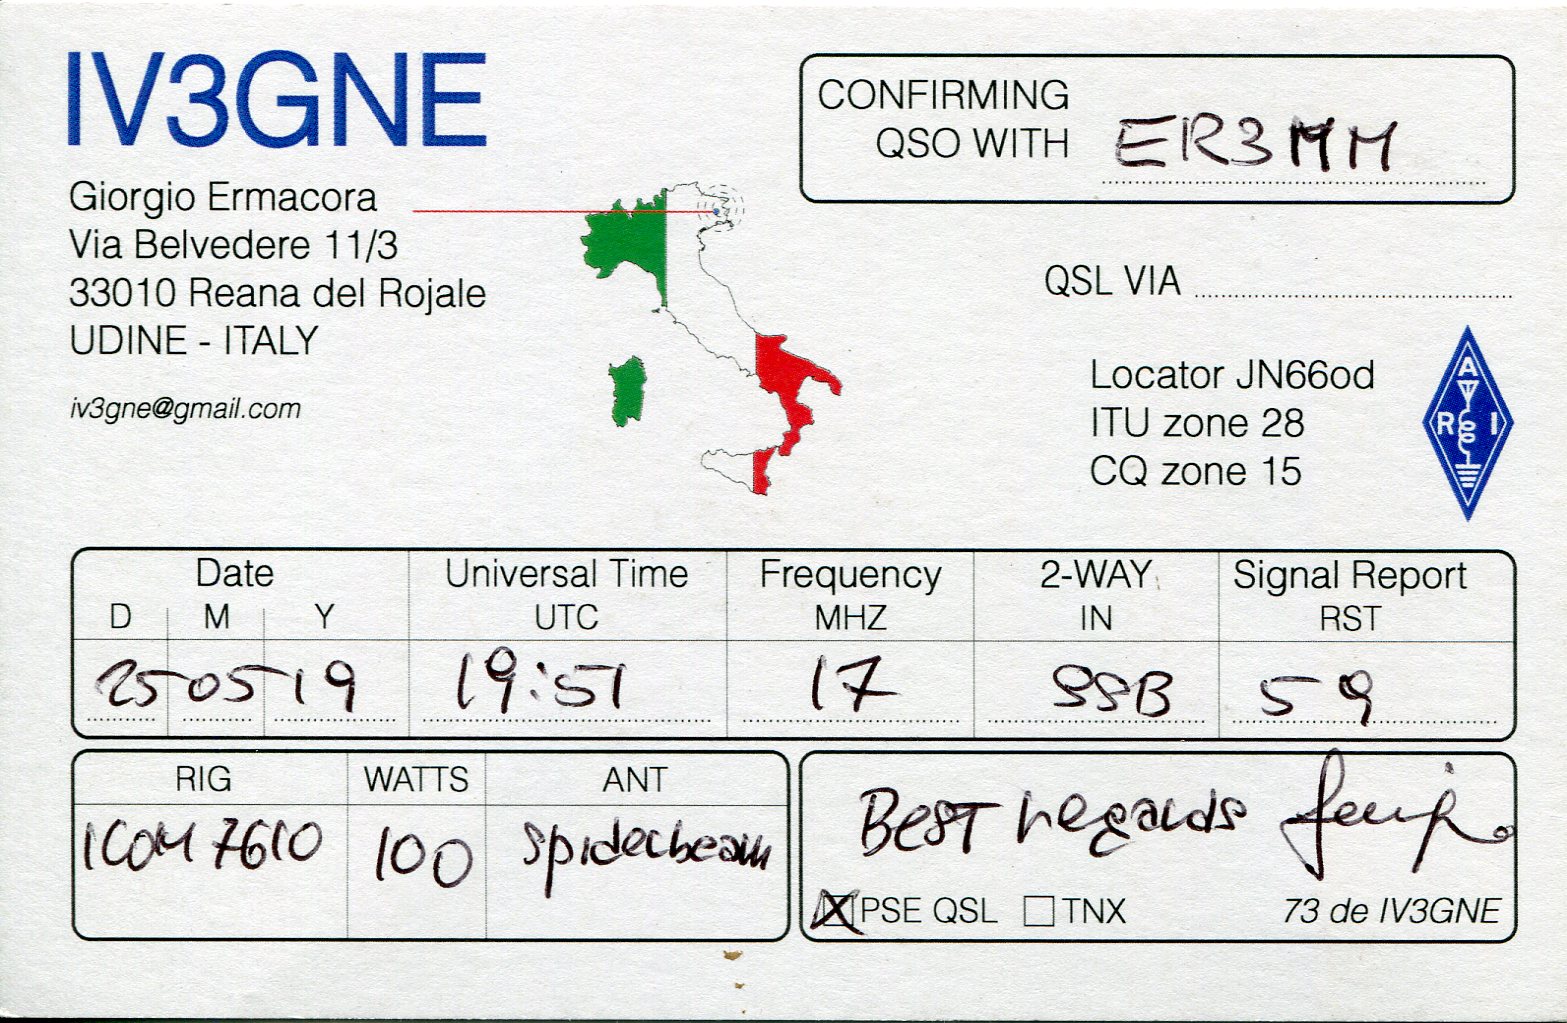 IV3GNE
Giorgio Ermacora
Via Belvedere 11/3
33010 Reana del Rojale
UDINE - ITALY
iv3gne@gmail.com
CONFIRMING
QSO WITH ER3MM
QSL VIA
Locator JN66od
ITU zone 28
CQ zone 15
A
R I
Date Universal Time Frequency 2-WAY Signal Report
D M Y UTC MHZ IN RST
25 05 19 19:51 17 SSB 59
RIG WATTS ANT
ICOM 7610 100 spiderbeam
Best regards
PSE QSL TNX 73 de IV3GNE